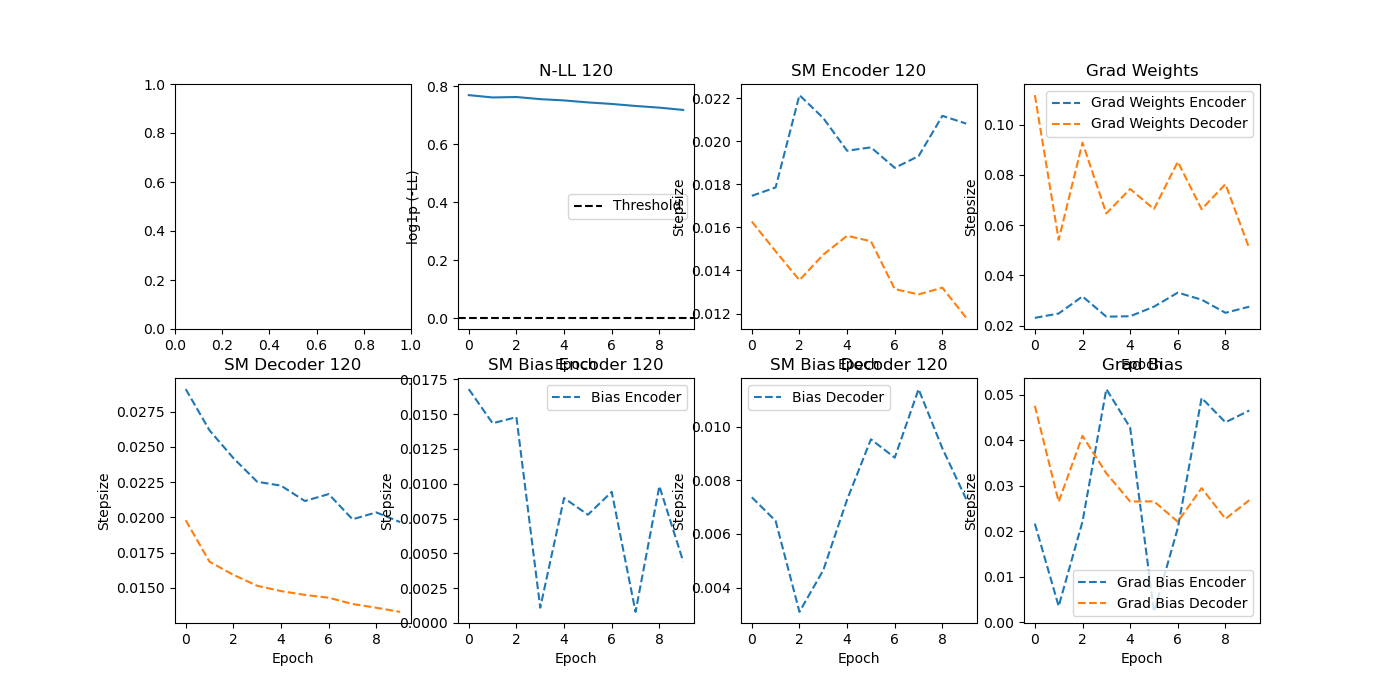 N-LL 120
SM Encoder 120
Grad Weights
1.0
0.8
0.6
0.4
0.2
0.0
0.0 0.2 0.4 0.6 0.8 1.0
log1p (-LL)
0.8
0.6
0.4
0.2
0.0
Threshold
0 2 4 6 8
Epoch
Stepsize
0.022
0.020
0.018
0.016
0.014
0.012
0 2 4 6 8
Epoch
Stepsize
0.10
0.08
0.06
0.04
0.02
Grad Weights Encoder
Grad Weights Decoder
0 2 4 6 8
Epoch
SM Decoder 120
SM Bias Encoder 120
SM Bias Decoder 120
Grad Bias
Stepsize
0.0275
0.0250
0.0225
0.0200
0.0175
0.0150
0 2 4 6 8
Epoch
Stepsize
0.0175
0.0150
0.0125
0.0100
0.0075
0.0050
0.0025
0.0000
Bias Encoder
0 2 4 6 8
Epoch
Stepsize
0.010
0.008
0.006
0.004
Bias Decoder
0 2 4 6 8
Epoch
Stepsize
0.05
0.04
0.03
0.02
0.01
0.00
Grad Bias Encoder
Grad Bias Decoder
0 2 4 6 8
Epoch